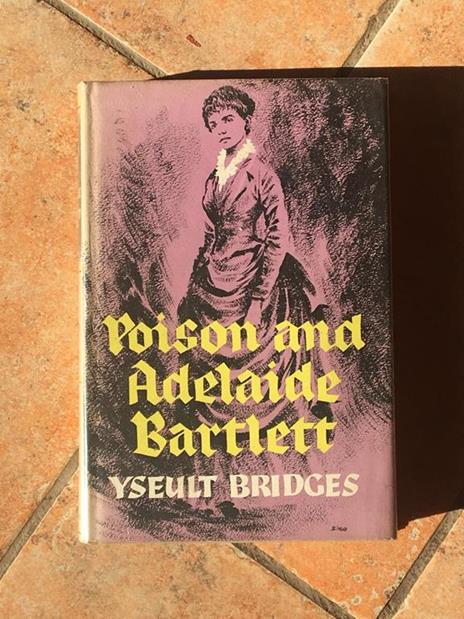 Poison and
Adelaide
Bartlett
YSEULT BRIDGES